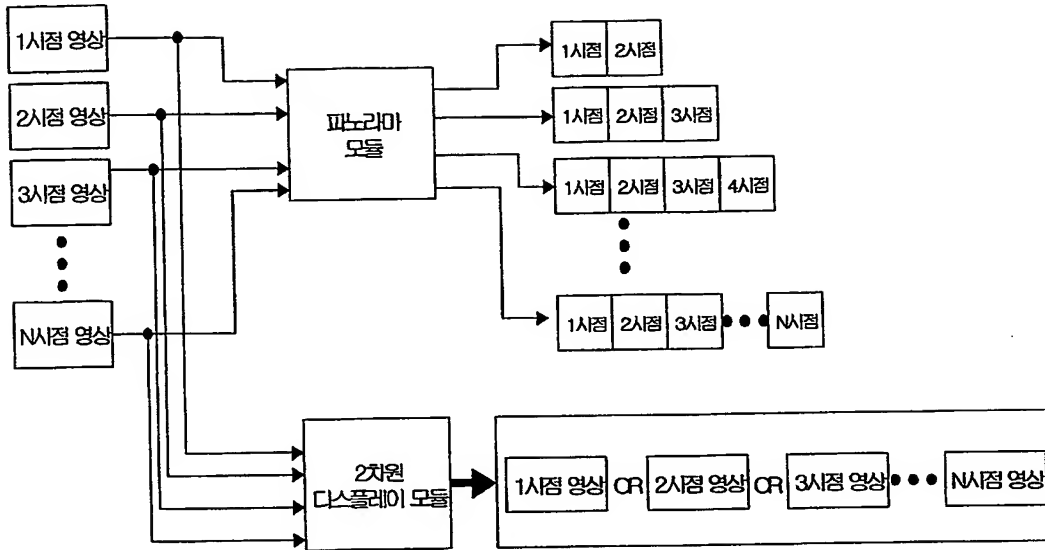 1시점 영상
2시점 영상
3시점 영상
N시점 영상
파노라마
모듈
1시점 2시점
1시점 2시점 3시점
1시점 2시점 3시점 4시점
1시점 2시점 3시점 N시점
2차원
디스플레이 모듈
1시점 영상 OR 2시점 영상 OR 3시점 영상 N시점 영상